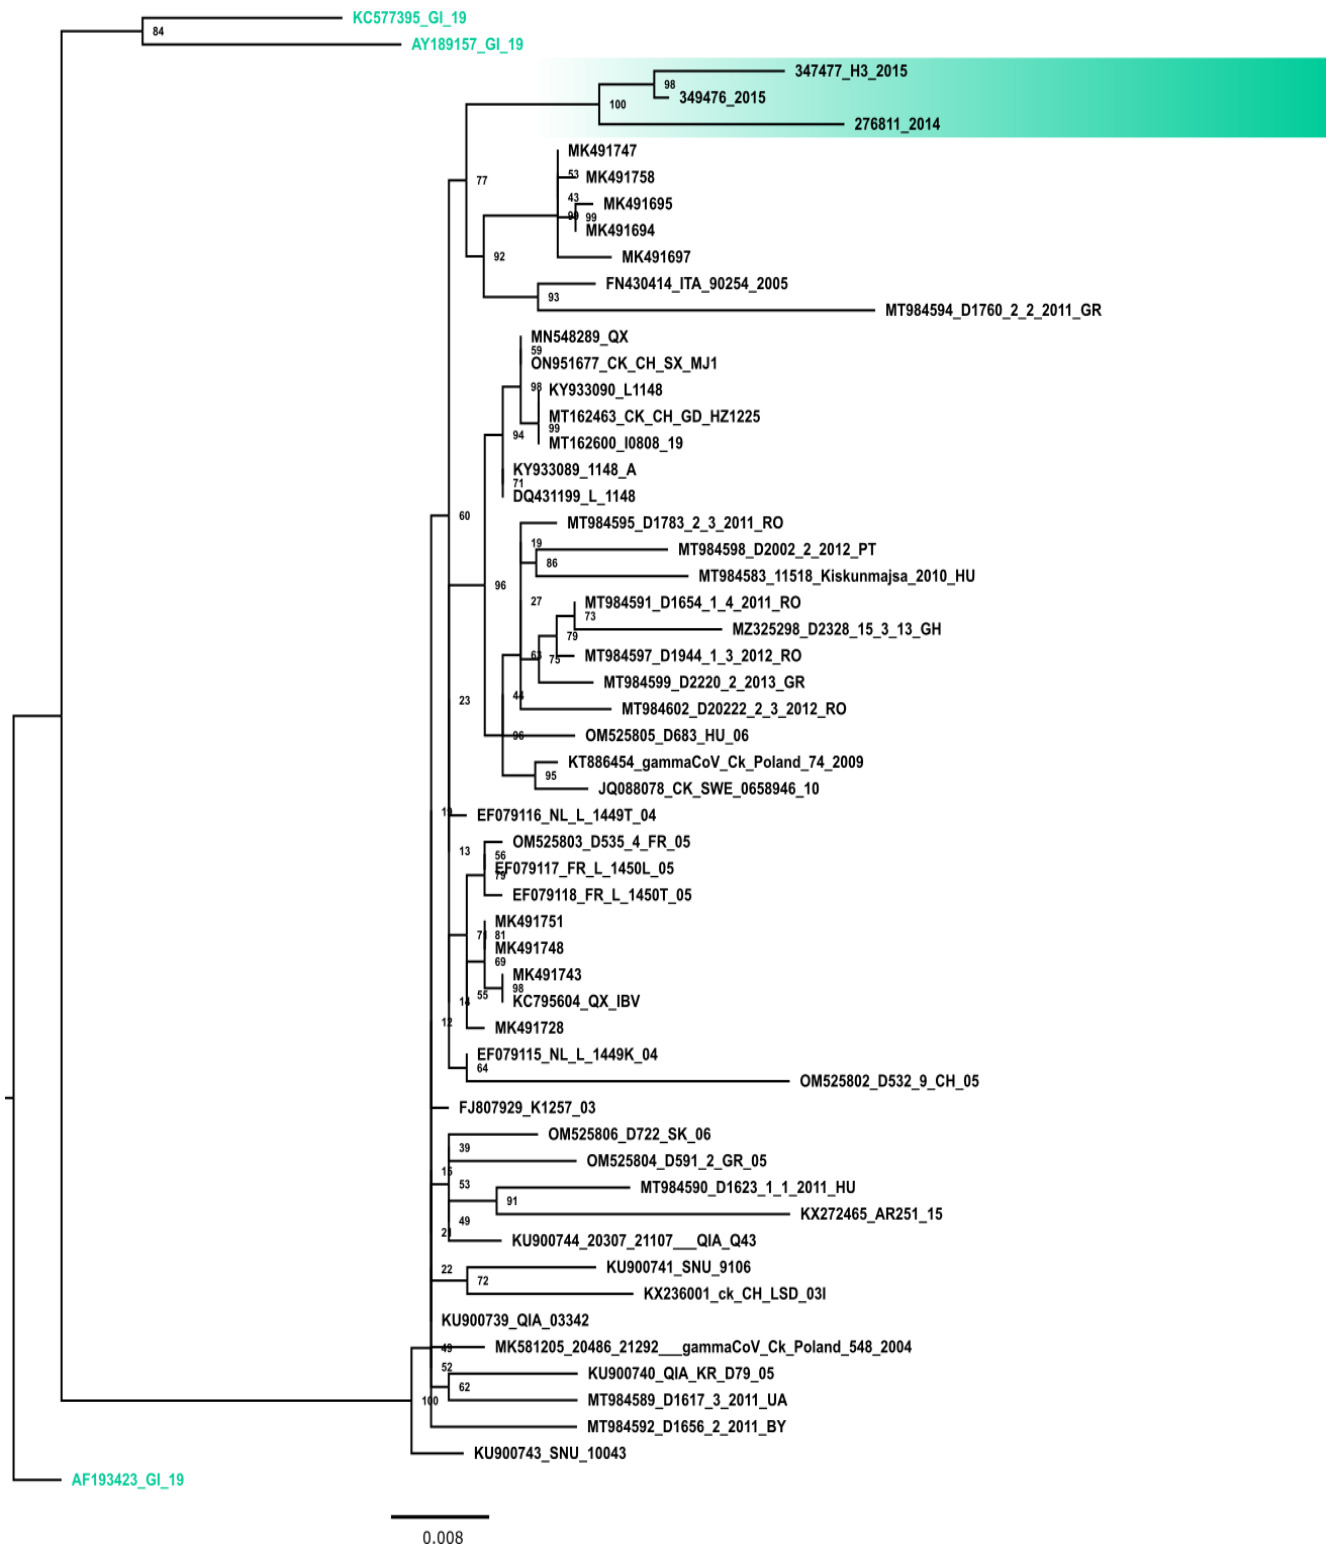 KC577395_GI_19
84
AY189157_GI_19
347477_H3_2015
98
349476_2015
100
276811_2014
MK491747
53
MK491758
77
43
MK491695
99
MK491694
92
MK491697
FN430414_ITA_90254_2005
93
MT984594_D1760_2_2_2011_GR
MN548289_QX
59
ON951677_CK_CH_SX_MJ1
98
KY933090_L1148
MT162463_CK_CH_GD_HZ1225
99
94
MT162600_I0808_19
KY933089_1148_A
71
DQ431199_L_1148
60
MT984595_D1783_2_3_2011_RO
19
MT984598_D2002_2_2012_PT
86
MT984583_11518_Kiskunmajsa_2010_HU
96
27
MT984591_D1654_1_4_2011_RO
73
MZ325298_D2328_15_3_13_GH
79
63
75
MT984597_D1944_1_3_2012_RO
MT984599_D2220_2_2013_GR
23
44
MT984602_D20222_2_3_2012_RO
96
OM525805_D683_HU_06
KT886454_gammaCoV_Ck_Poland_74_2009
95
JQ088078_CK_SWE_0658946_10
EF079116_NL_L_1449T_04
OM525803_D535_4_FR_05
13
56
EF079117_FR_L_1450L_05
79
EF079118_FR_L_1450T_05
MK491751
71
81
MK491748
69
MK491743
98
55
14
KC795604_QX_IBV
12
MK491728
EF079115_NL_L_1449K_04
64
OM525802_D532_9_CH_05
FJ807929_K1257_03
OM525806_D722_SK_06
39
OM525804_D591_2_GR_05
53
MT984590_D1623_1_1_2011_HU
91
KX272465_AR251_15
49
KU900744_20307_21107___QIA_Q43
22
KU900741_SNU_9106
72
KX236001_ck_CH_LSD_03I
KU900739_QIA_03342
49
MK581205_20486_21292___gammaCoV_Ck_Poland_548_2004
52
KU900740_QIA_KR_D79_05
62
100
MT984589_D1617_3_2011_UA
MT984592_D1656_2_2011_BY
KU900743_SNU_10043
AF193423_GI_19
0.008